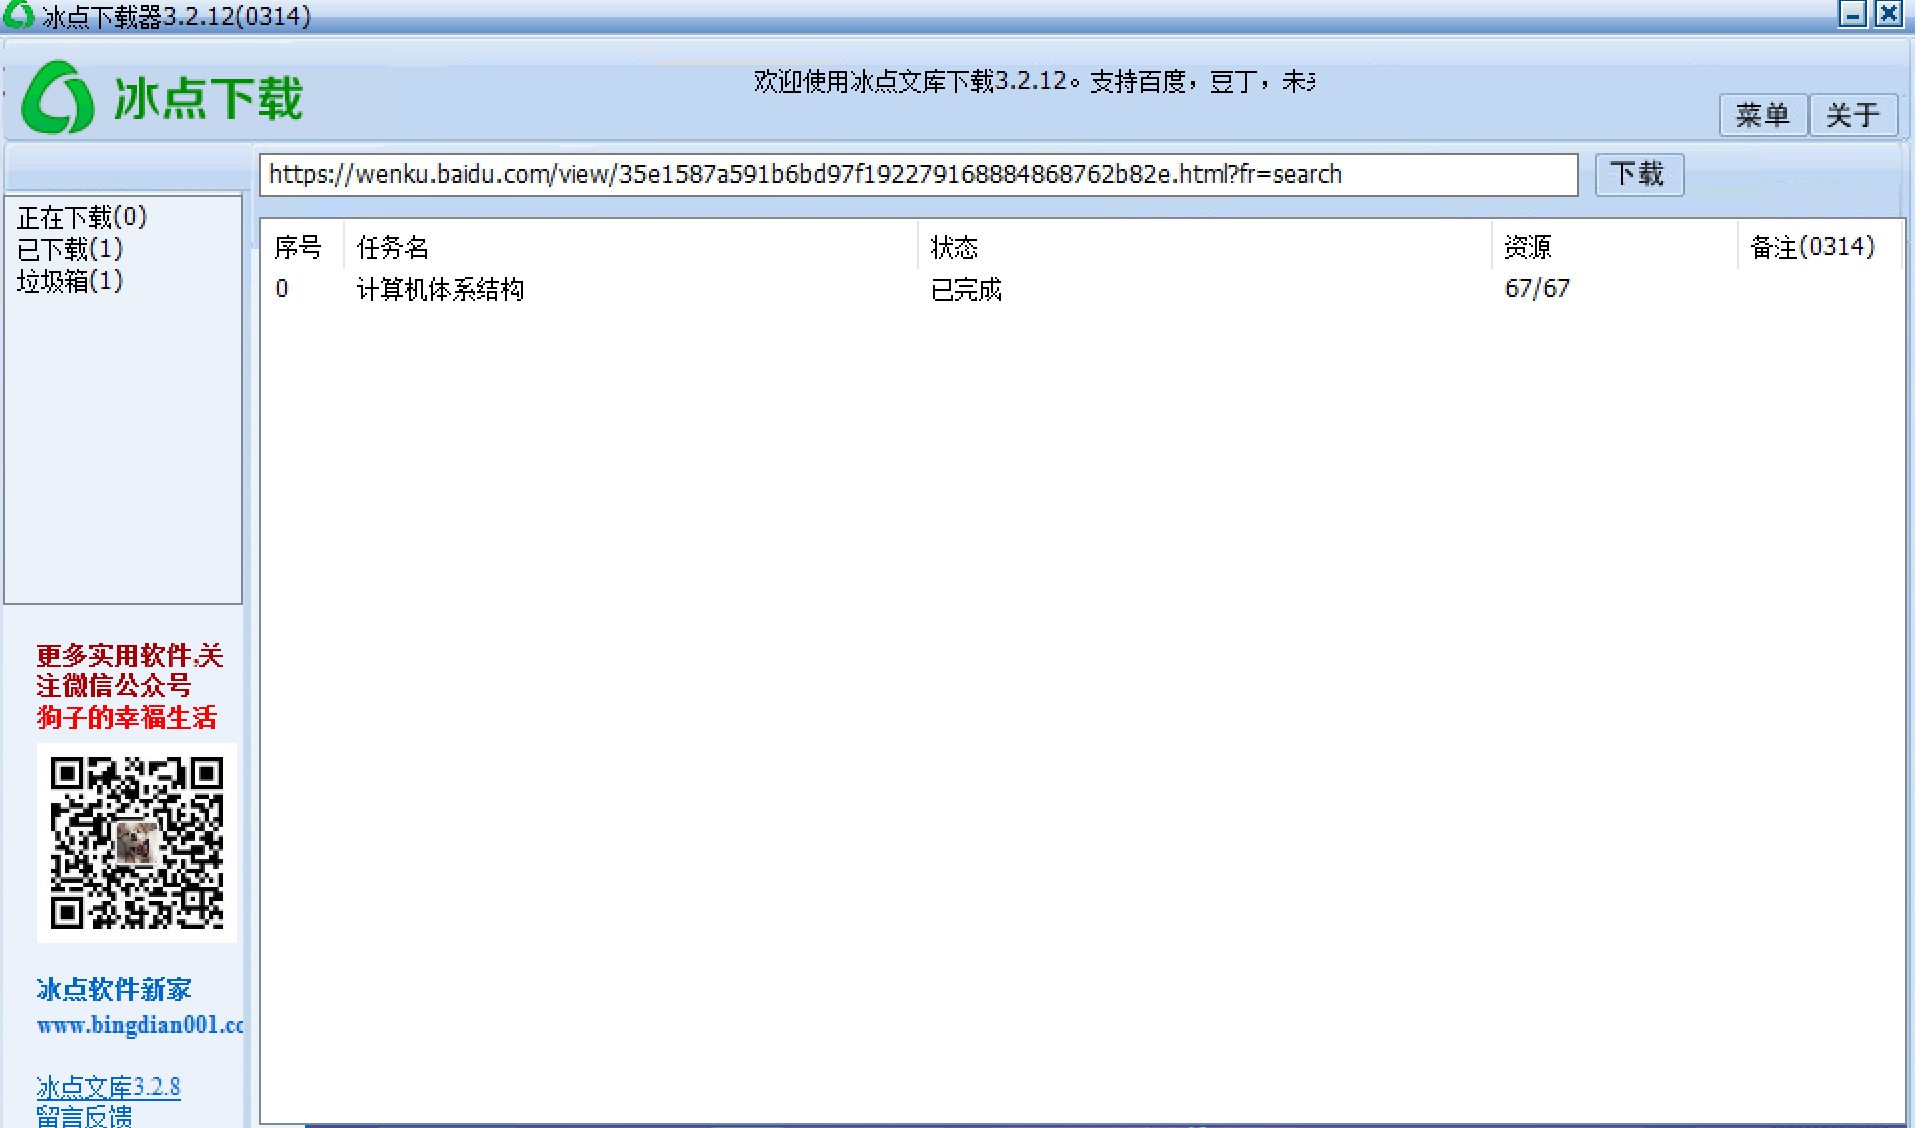 冰点下载器3.2.12(0314)
冰点下载
欢迎使用冰点文库下载3.2.12。支持百度，豆丁，未
菜单 关于
https://wenku.baidu.com/view/35e1587a591b6bd97f192279168884868762b82e.html?fr=search 下载
正在下载(0)
已下载(1)
垃圾箱(1)
序号 任务名 状态 资源 备注(0314)
0 计算机体系结构 已完成 67/67
更多实用软件,关
注微信公众号
狗子的幸福生活
冰点软件新家
www.bingdian001.cc
冰点文库3.2.8
留言反馈